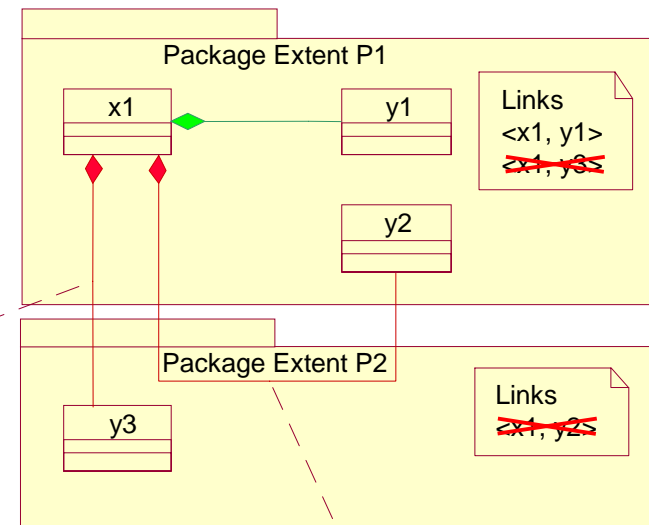 Package Extent P1
x1
y1
Links
<x1, y1>
<x1, y3>
y2
Package Extent P2
Links
<x1, y2>
y3